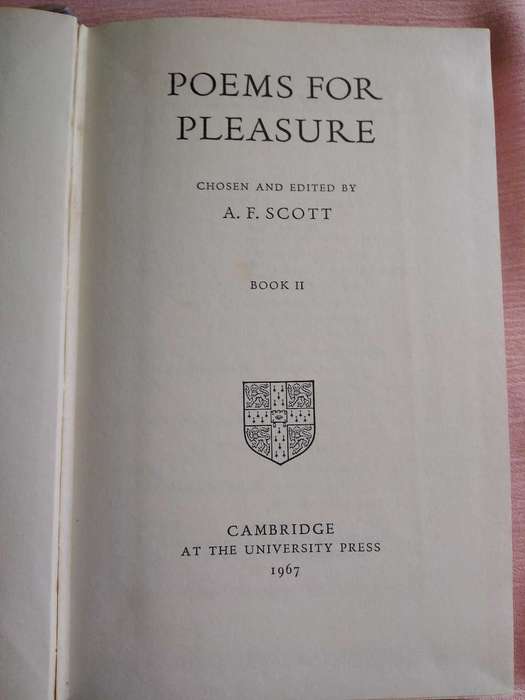 POEMS FOR
PLEASURE
CHOSEN AND EDITED BY
A. F. SCOTT
BOOK II
CAMBRIDGE
AT THE UNIVERSITY PRESS
1967